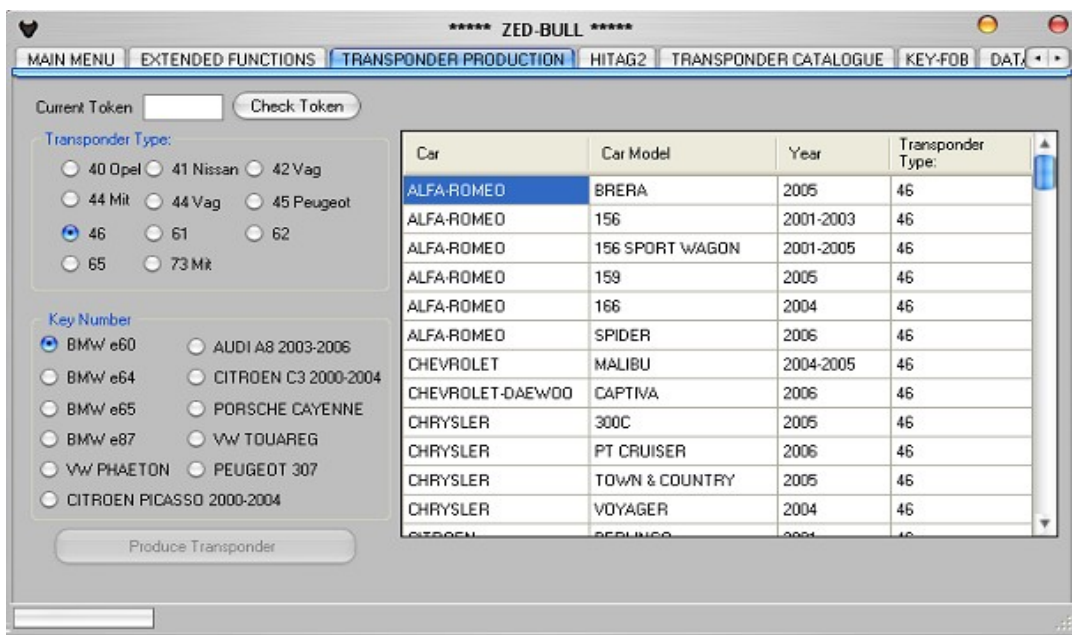 ***** ZED-BULL *****
MAIN MENU EXTENDED FUNCTIONS TRANSPONDER PRODUCTION HITAG2 TRANSPONDER CATALOGUE KEY-FOB
Current Token Check Token
Transponder Type:
40 Opel 41 Nissan 42 Vag
44 Mit 44 Vag 45 Peugeot
46 61 62
65 73 Mit
Key Number
BMW e60 AUDI A8 2003-2006
BMW e64 CITROEN C3 2000-2004
BMW e65 PORSCHE CAYENNE
BMW e87 VW TOUAREG
VW PHAETON PEUGEOT 307
CITROEN PICASSO 2000-2004
Produce Transponder
Car Car Model Year Transponder Type:
ALFA-ROMEO BRERA 2005 46
ALFA-ROMEO 156 2001-2003 46
ALFA-ROMEO 156 SPORT WAGON 2001-2005 46
ALFA-ROMEO 159 2005 46
ALFA-ROMEO 166 2004 46
ALFA-ROMEO SPIDER 2006 46
CHEVROLET MALIBU 2004-2005 46
CHEVROLET-DAEWOO CAPTIVA 2006 46
CHRYSLER 300C 2005 46
CHRYSLER PT CRUISER 2006 46
CHRYSLER TOWN & COUNTRY 2005 46
CHRYSLER VOYAGER 2004 46